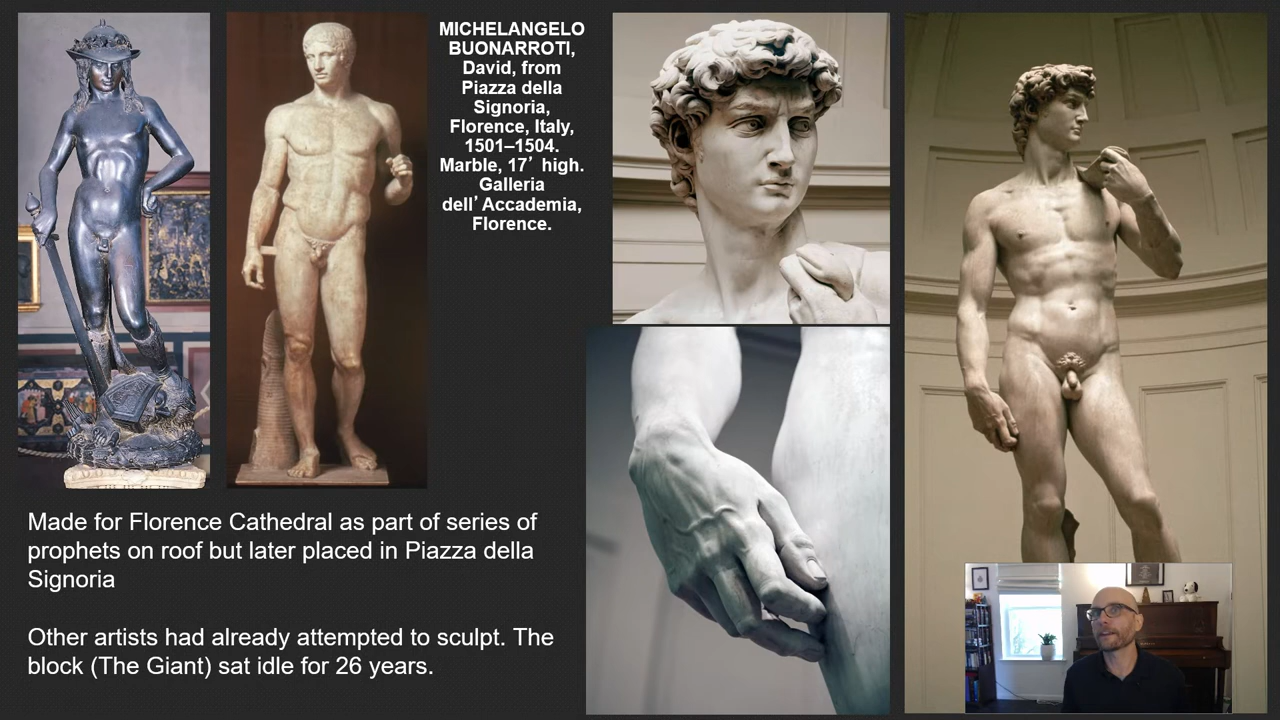 MICHELANGELO
BUONARROTI,
David, from
Piazza della
Signoria,
Florence, Italy,
1501–1504.
Marble, 17’ high.
Galleria
dell’Accademia,
Florence.
Made for Florence Cathedral as part of series of
prophets on roof but later placed in Piazza della
Signoria
Other artists had already attempted to sculpt. The
block (The Giant) sat idle for 26 years.